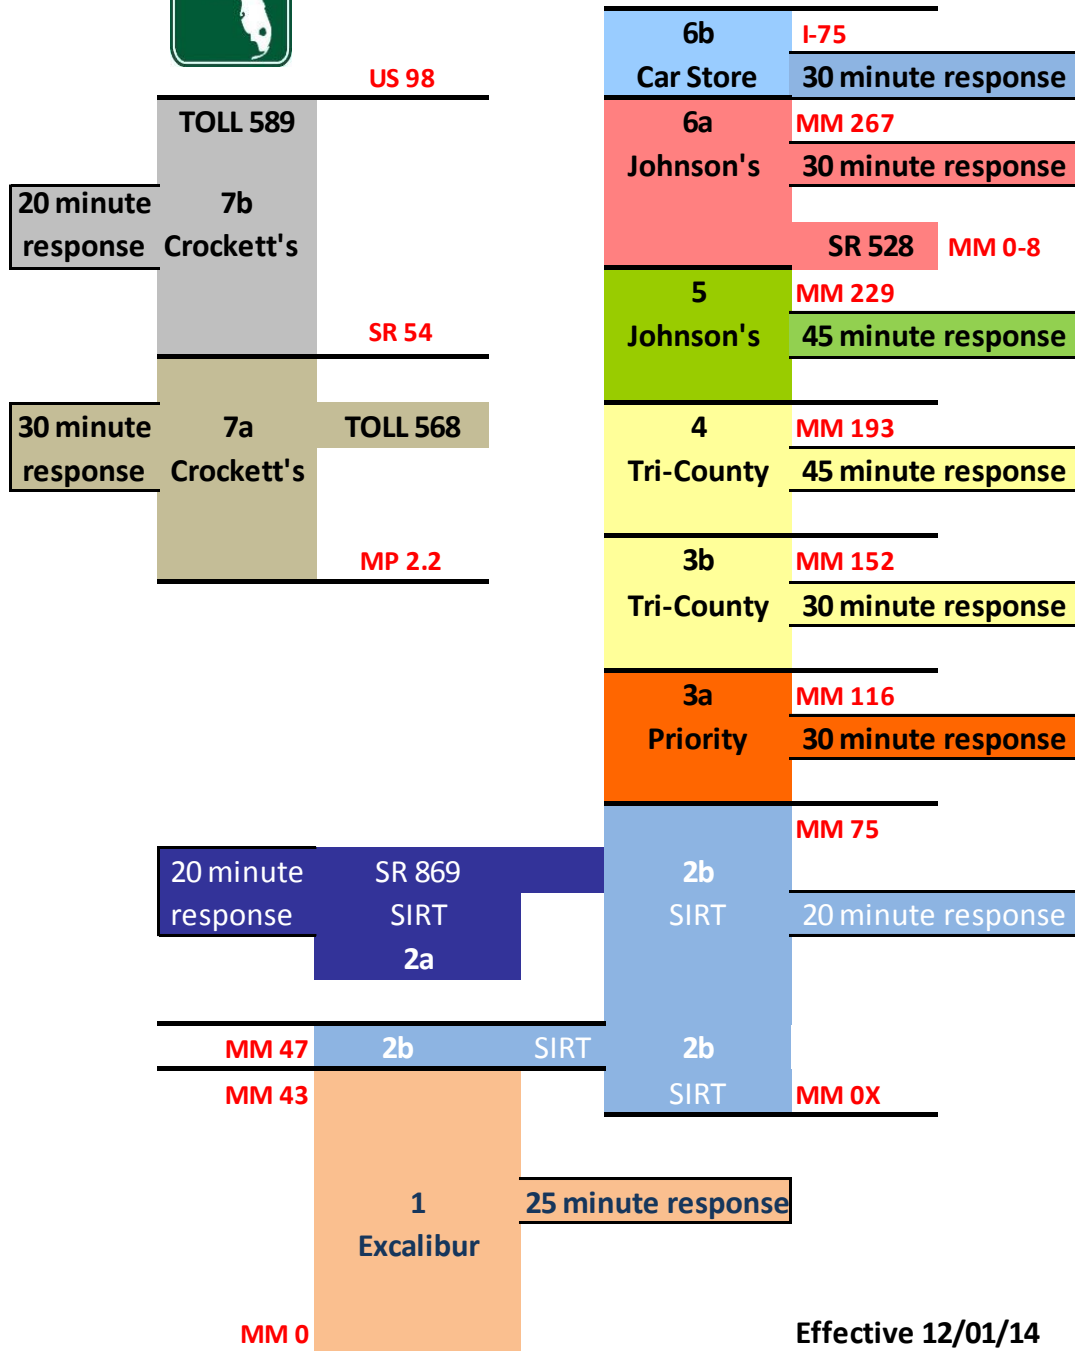 6b
I-75
Car Store
30 minute response
US 98
TOLL 589
6a
MM 267
Johnson's
30 minute response
20 minute
7b
response
Crockett's
SR 528
MM 0-8
5
MM 229
SR 54
Johnson's
45 minute response
30 minute
7a
TOLL 568
4
MM 193
response
Crockett's
Tri-County
45 minute response
MP 2.2
3b
MM 152
Tri-County
30 minute response
3a
MM 116
Priority
30 minute response
MM 75
20 minute
SR 869
2b
response
SIRT
SIRT
20 minute response
2a
MM 47
2b
SIRT
2b
MM 43
SIRT
MM 0X
1
25 minute response
Excalibur
MM 0
Effective 12/01/14